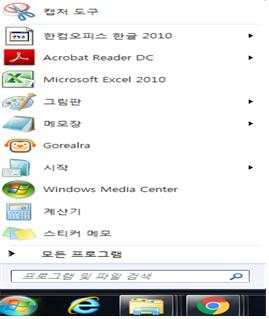 캡처 도구
한컴오피스 한글 2010
Acrobat Reader DC
Microsoft Excel 2010
그림판
메모장
Gorealra
시작
Windows Media Center
계산기
스티커 메모
모든 프로그램
프로그램 및 파일 검색